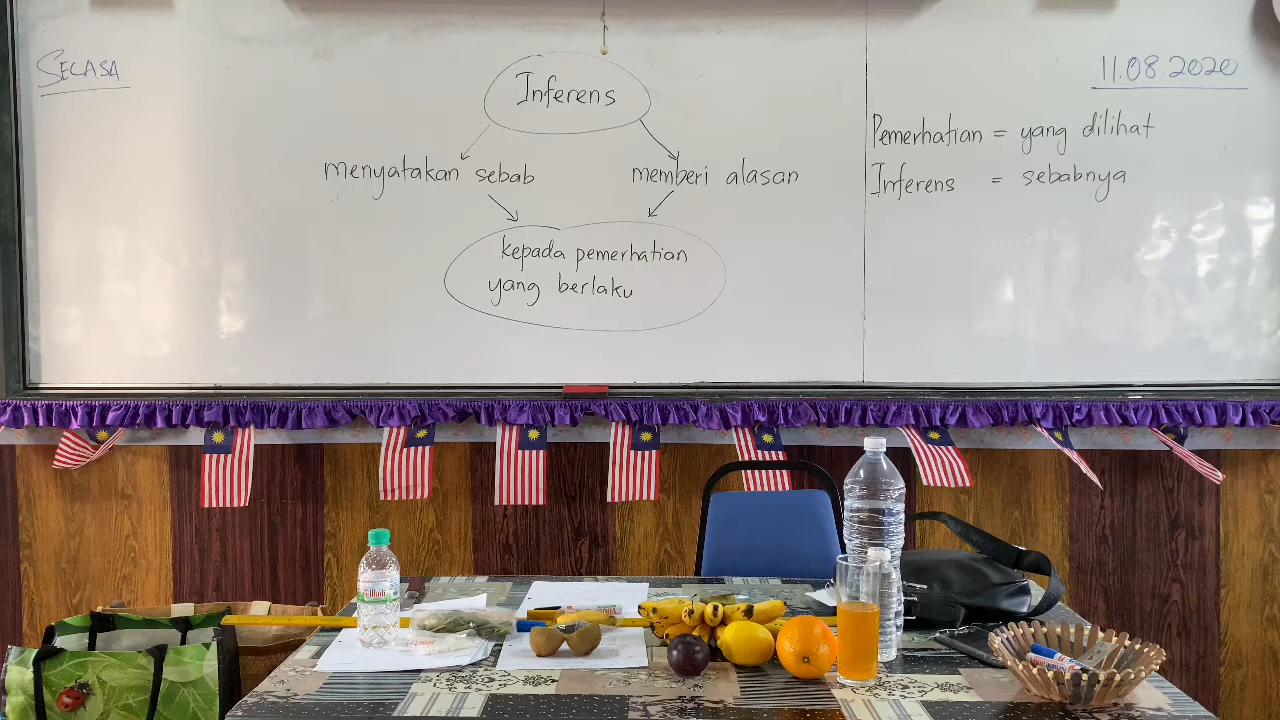 SELASA
11.08.2020
Inferens
menyatakan sebab
memberi alasan
kepada pemerhatian
yang berlaku
Pemerhatian = yang dilihat
Inferens = sebabnya